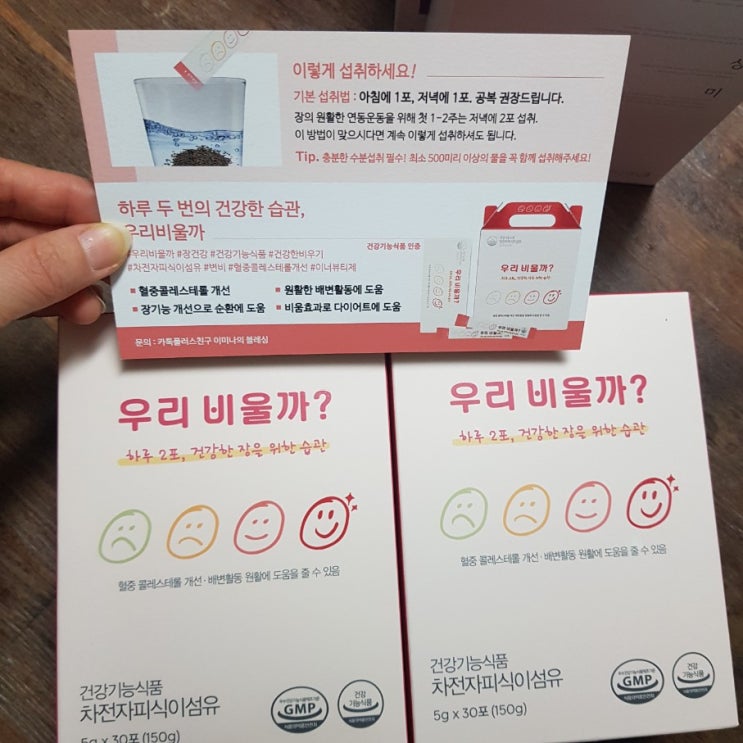 이렇게 섭취하세요!
기본 섭취법 : 아침에 1포, 저녁에 1포. 공복 권장드립니다.
장의 원활한 연동운동을 위해 첫 1-2주는 저녁에 2포 섭취.
이 방법이 맞으시다면 계속 이렇게 섭취하셔도 됩니다.
Tip. 충분한 수분섭취 필수! 최소 500미리 이상의 물을 꼭 함께 섭취해주세요!
하루 두 번의 건강한 습관,
우리비울까
#우리비울까 #장건강 #건강기능식품 #건강한비우기
#차전자피식이섬유 #변비 #혈중콜레스테롤개선 #이너뷰티제
건강기능식품 인증
혈중콜레스테롤 개선
원활한 배변활동에 도움
장기능 개선으로 순환에 도움
비움효과로 다이어트에 도움
문의 : 카톡플러스친구 이미나의 블레싱
우리 비울까?
우리 비울까?
하루 2포, 건강한 장을 위한 습관
혈중 콜레스테롤 개선·배변활동 원활에 도움을 줄 수 있음
건강기능식품
차전자피식이섬유
5g x 30포 (150g)
GMP
건강
기능식품
우리 비울까?
하루 2포, 건강한 장을 위한 습관
혈중 콜레스테롤 개선·배변활동 원활에 도움을 줄 수 있음
건강기능식품
차전자피식이섬유
5g x 30포 (150g)
GMP
건강
기능식품